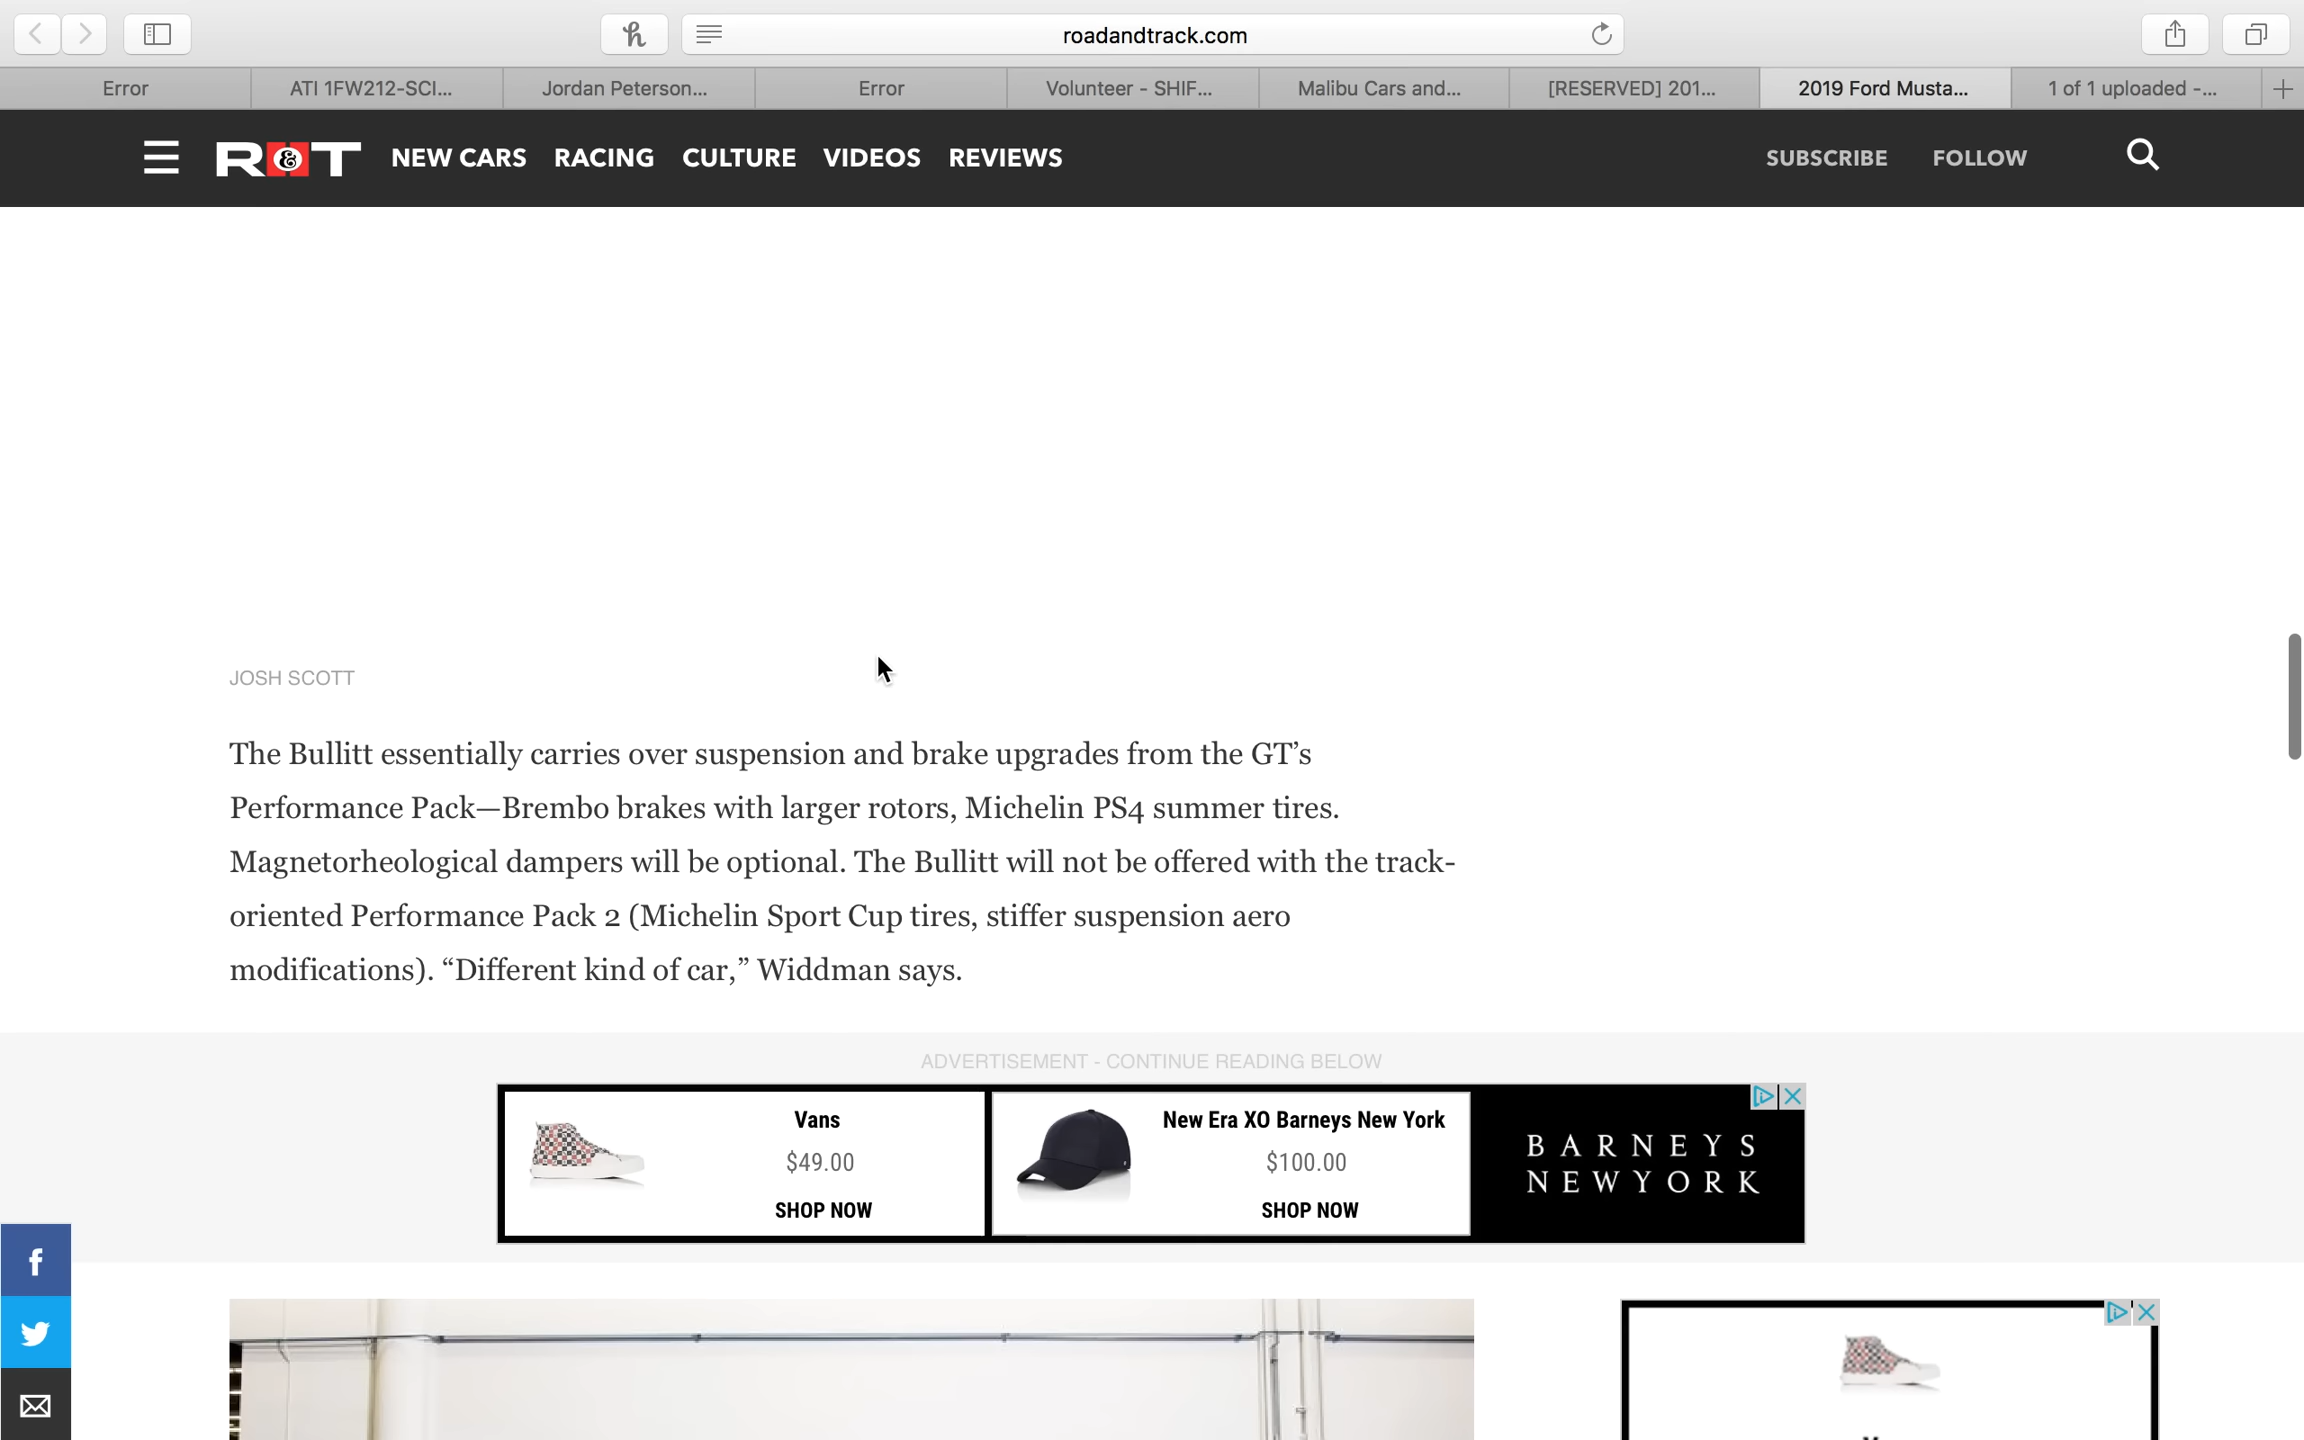 roadandtrack.com
Error
ATI 1FW212-SCI...
Jordan Peterson...
Error
Volunteer - SHIF...
Malibu Cars and...
[RESERVED] 201...
2019 Ford Musta...
1 of 1 uploaded -...
R&T
NEW CARS
RACING
CULTURE
VIDEOS
REVIEWS
SUBSCRIBE
FOLLOW
JOSH SCOTT
The Bullitt essentially carries over suspension and brake upgrades from the GT’s
Performance Pack—Brembo brakes with larger rotors, Michelin PS4 summer tires.
Magnetorheological dampers will be optional. The Bullitt will not be offered with the track-
oriented Performance Pack 2 (Michelin Sport Cup tires, stiffer suspension aero
modifications). “Different kind of car,” Widdman says.
ADVERTISEMENT - CONTINUE READING BELOW
Vans
$49.00
SHOP NOW
New Era XO Barneys New York
$100.00
SHOP NOW
BARNEYS
NEWYORK